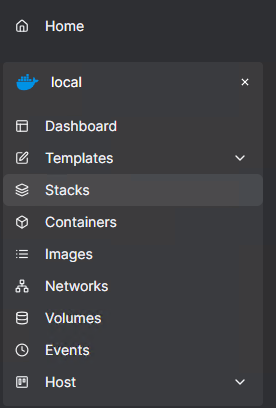 Home
local
Dashboard
Templates
Stacks
Containers
Images
Networks
Volumes
Events
Host